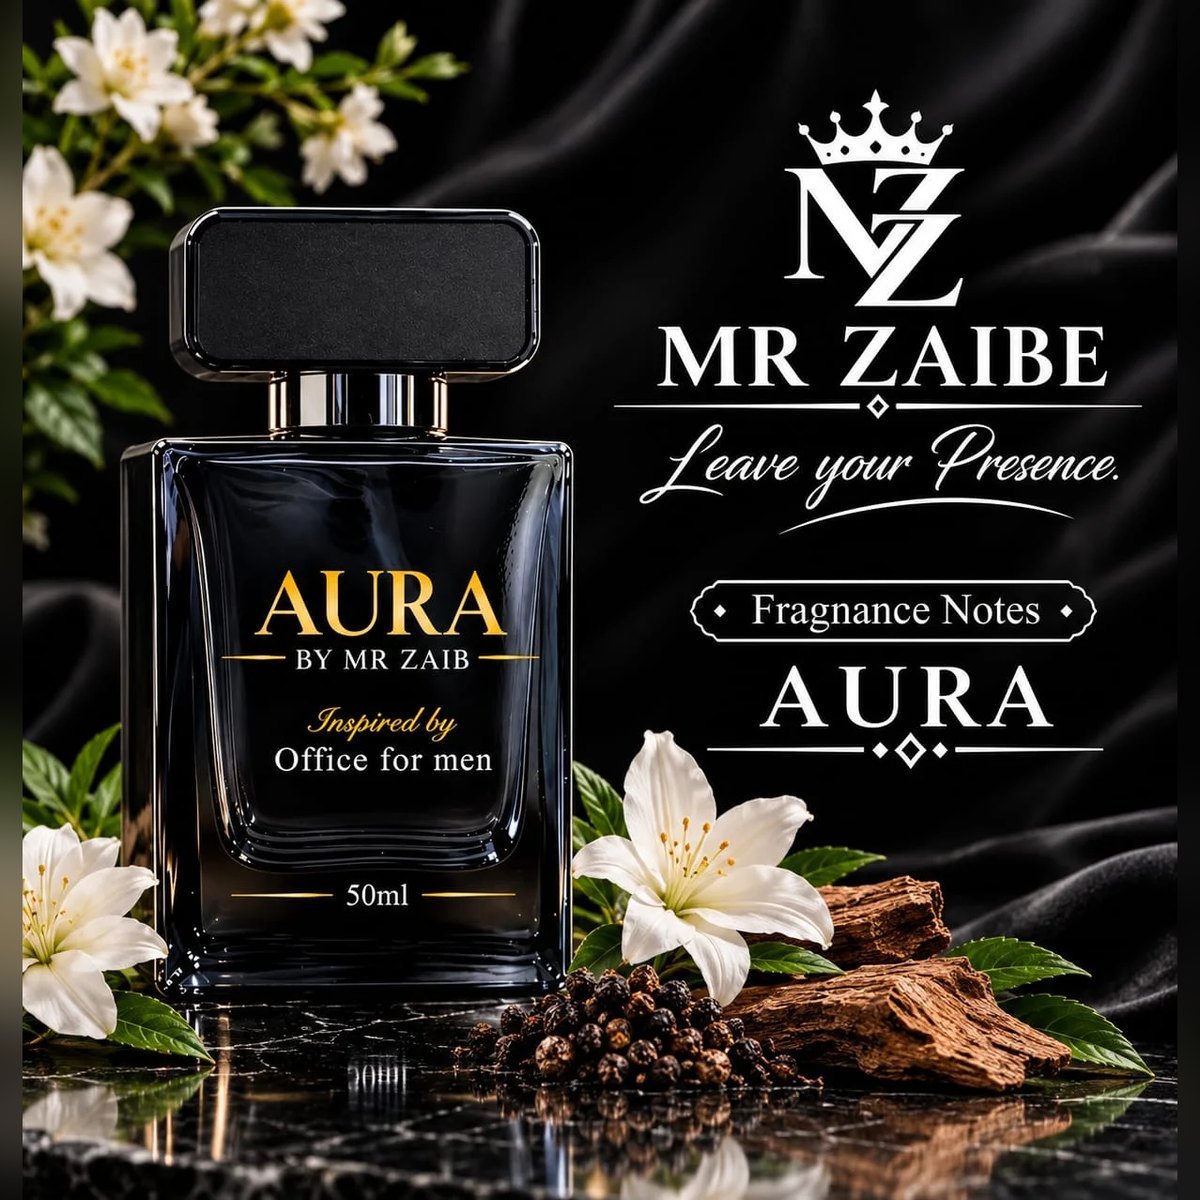 AURA
BY MR ZAIB
Inspired by
Office for men
50ml
MZ
MR ZAIBE
Leave your Presence.
Fragnance Notes
AURA